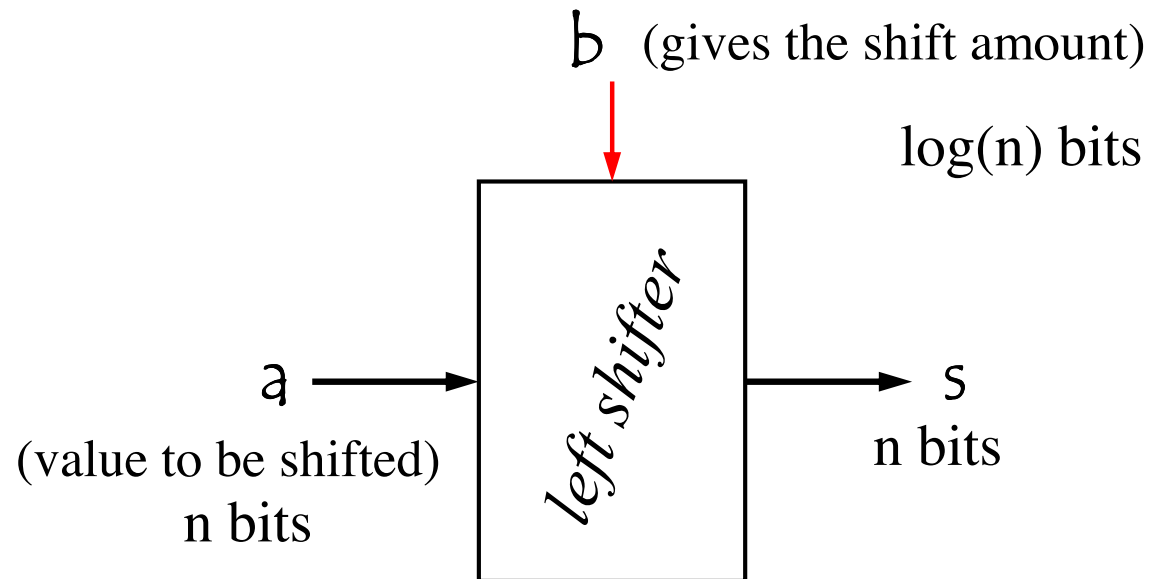 b (gives the shift amount)
log(n) bits
left shifter
a
s
(value to be shifted)
n bits
n bits